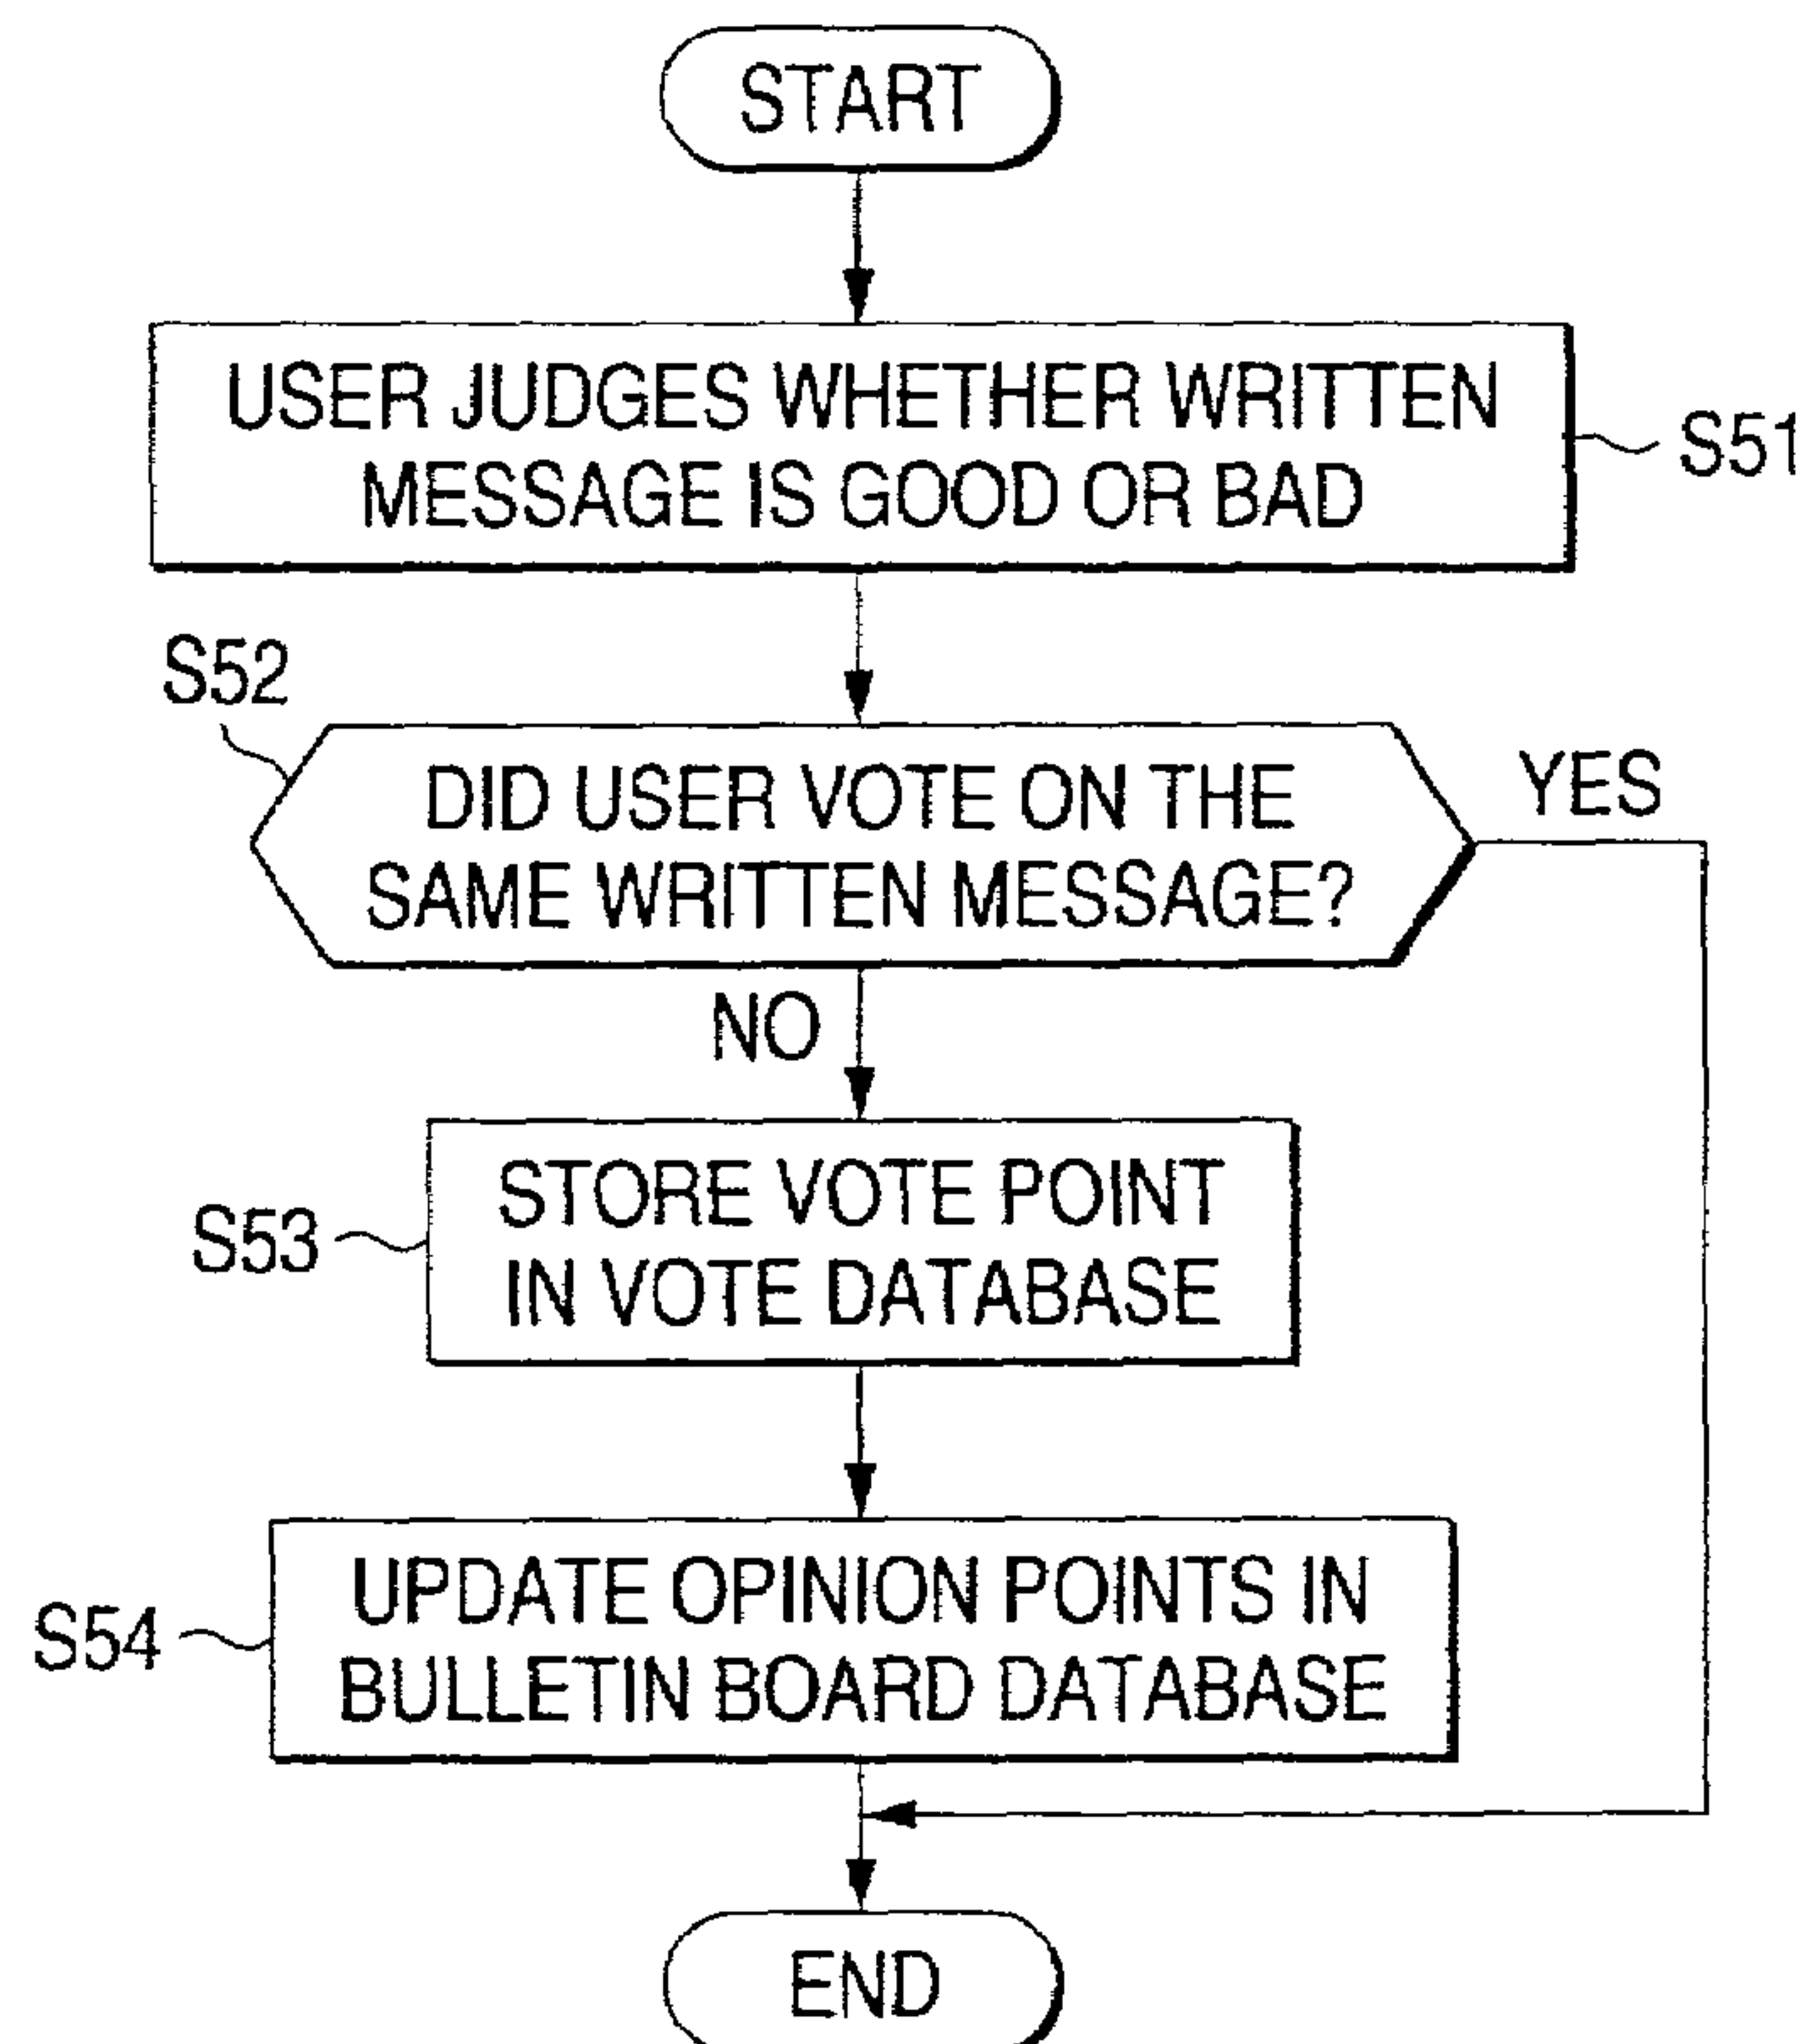 START
USER JUDGES WHETHER WRITTEN
MESSAGE IS GOOD OR BAD
S51
S52
DID USER VOTE ON THE
SAME WRITTEN MESSAGE?
YES
NO
STORE VOTE POINT
IN VOTE DATABASE
S53
UPDATE OPINION POINTS IN
BULLETIN BOARD DATABASE
S54
END